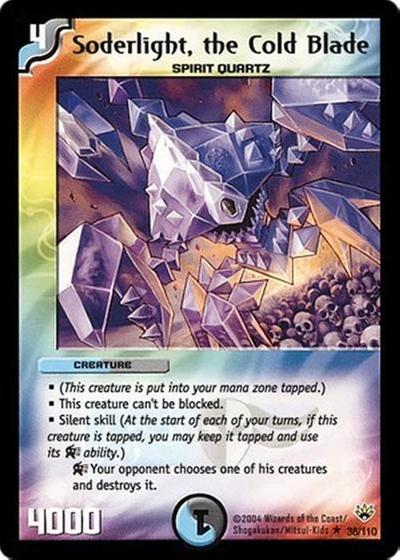 4
Soderlight, the Cold Blade
SPIRIT QUARTZ
CREATURE
▪ (This creature is put into your mana zone tapped.)
▪ This creature can't be blocked.
▪ Silent skill (At the start of each of your turns, if this
creature is tapped, you may keep it tapped and use
its ability.)
Your opponent chooses one of his creatures
and destroys it.
4000
1
©2004 Wizards of the Coast/
Shogakukan/Mitsui-Kids ★ 38/110